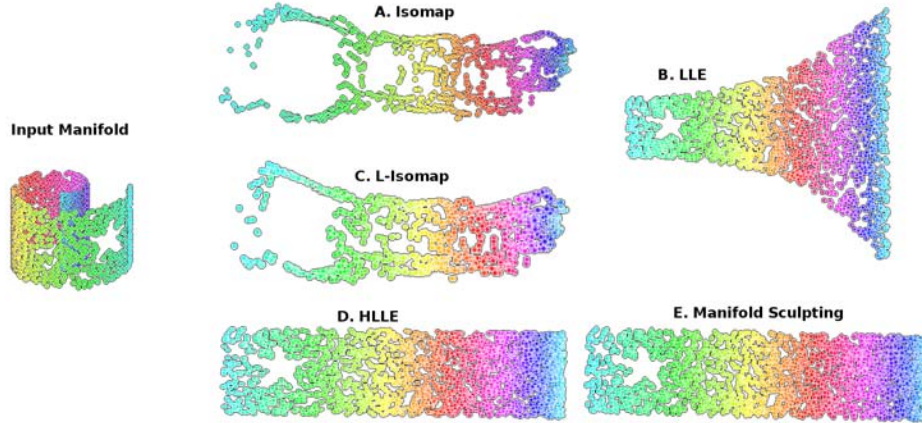 A. Isomap
B. LLE
Input Manifold
C. L-Isomap
D. HLLE
E. Manifold Sculpting